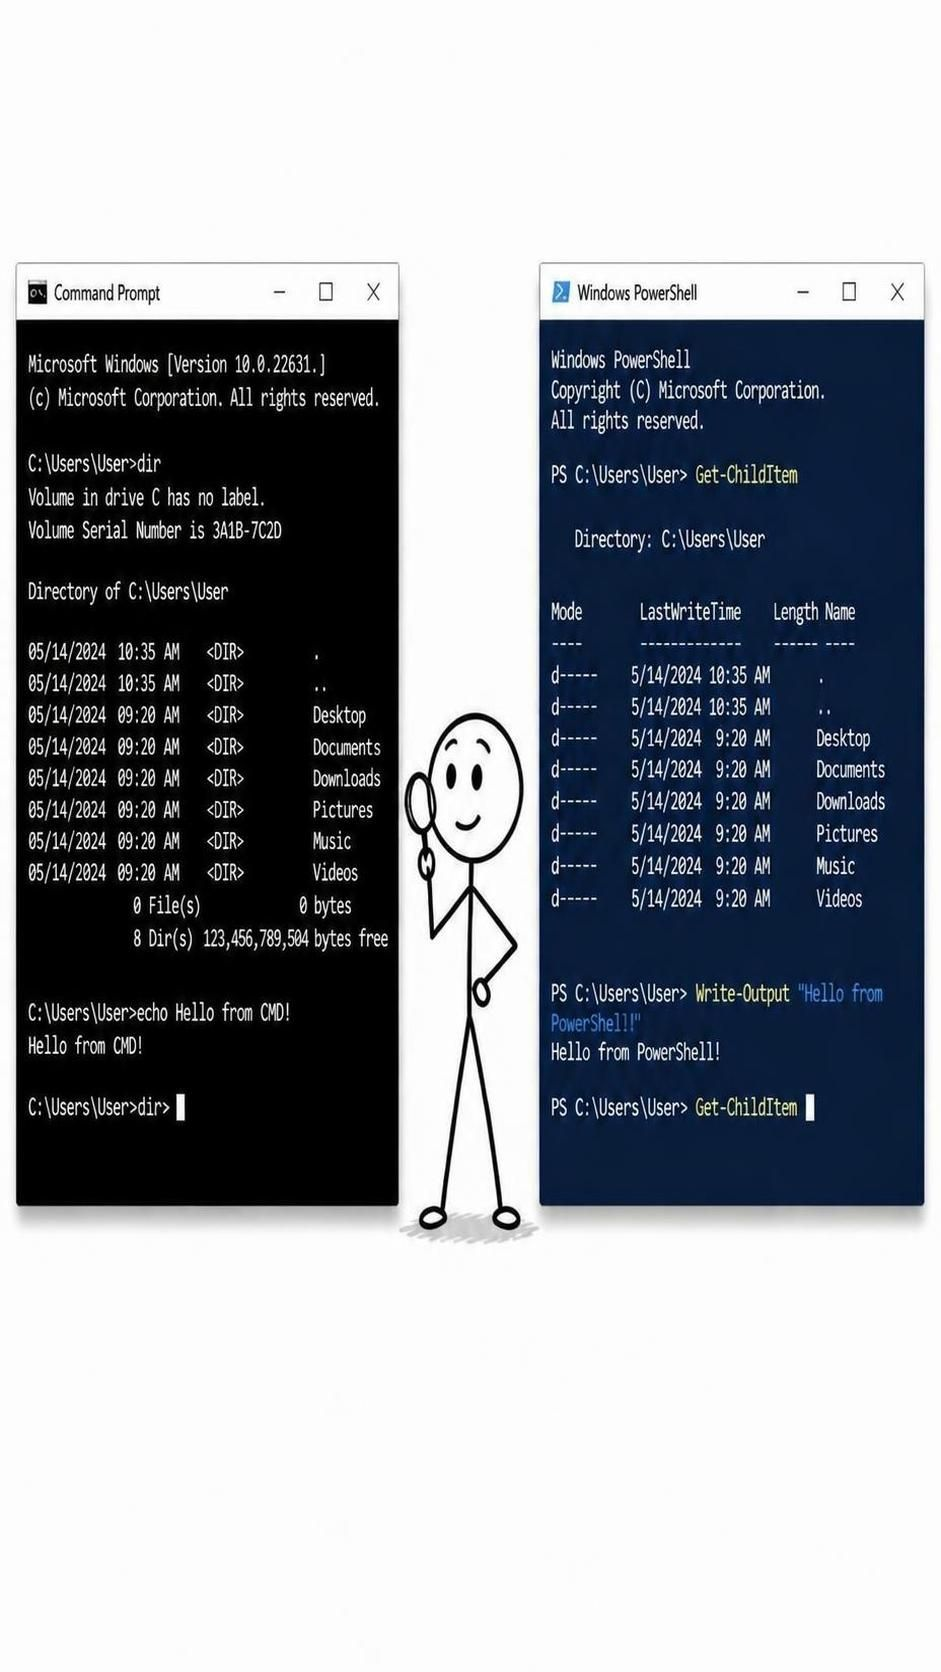 Command Prompt
Microsoft Windows [Version 10.0.22631.]
(c) Microsoft Corporation. All rights reserved.
C:\Users\User>dir
Volume in drive C has no label.
Volume Serial Number is 3A1B-7C2D
Directory of C:\Users\User
05/14/2024 10:35 AM <DIR> .
05/14/2024 10:35 AM <DIR> ..
05/14/2024 09:20 AM <DIR> Desktop
05/14/2024 09:20 AM <DIR> Documents
05/14/2024 09:20 AM <DIR> Downloads
05/14/2024 09:20 AM <DIR> Pictures
05/14/2024 09:20 AM <DIR> Music
05/14/2024 09:20 AM <DIR> Videos
0 File(s) 0 bytes
8 Dir(s) 123,456,789,504 bytes free
C:\Users\User>echo Hello from CMD!
Hello from CMD!
C:\Users\User>dir>
Windows PowerShell
Windows PowerShell
Copyright (C) Microsoft Corporation.
All rights reserved.
PS C:\Users\User> Get-ChildItem
Directory: C:\Users\User
Mode LastWriteTime Length Name
---- ------------- ------ ----
d----- 5/14/2024 10:35 AM .
d----- 5/14/2024 10:35 AM ..
d----- 5/14/2024 9:20 AM Desktop
d----- 5/14/2024 9:20 AM Documents
d----- 5/14/2024 9:20 AM Downloads
d----- 5/14/2024 9:20 AM Pictures
d----- 5/14/2024 9:20 AM Music
d----- 5/14/2024 9:20 AM Videos
PS C:\Users\User> Write-Output "Hello from
PowerShell!"
Hello from PowerShell!
PS C:\Users\User> Get-ChildItem